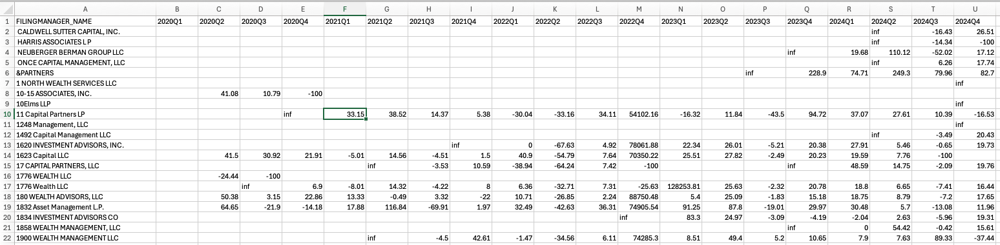 A B C D E F G H I J K L M N O P Q R S T U
1 FILINGMANAGER_NAME 2020Q1 2020Q2 2020Q3 2020Q4 2021Q1 2021Q2 2021Q3 2021Q4 2022Q1 2022Q2 2022Q3 2022Q4 2023Q1 2023Q2 2023Q3 2023Q4 2024Q1 2024Q2 2024Q3 2024Q4
2 CALDWELL SUTTER CAPITAL, INC. inf -16.43 26.51
3 HARRIS ASSOCIATES L P inf -14.34 -100
4 NEUBERGER BERMAN GROUP LLC inf 19.68 110.12 -52.02 17.12
5 ONCE CAPITAL MANAGEMENT, LLC inf 6.26 17.74
6 &PARTNERS inf 228.9 74.71 249.3 79.96 82.7
7 1 NORTH WEALTH SERVICES LLC inf
8 10-15 ASSOCIATES, INC. 41.08 10.79 -100
9 10Elms LLP inf
10 11 Capital Partners LP inf 33.15 38.52 14.37 5.38 -30.04 -33.16 34.11 54102.16 -16.32 11.84 -43.5 94.72 37.07 27.61 10.39 -16.53
11 1248 Management, LLC inf
12 1492 Capital Management LLC inf -3.49 20.43
13 1620 INVESTMENT ADVISORS, INC. inf 0 -67.63 4.92 78061.88 22.34 26.01 -5.21 20.38 27.91 5.46 -0.65 19.73
14 1623 Capital LLC 41.5 30.92 21.91 -5.01 14.56 -4.51 1.5 40.9 -54.79 7.64 70350.22 25.51 27.82 -2.49 20.23 19.59 7.76 -100
15 17 CAPITAL PARTNERS, LLC inf -3.53 10.59 -38.94 -64.24 7.42 -100 inf 48.59 14.75 -2.09 19.76
16 1776 WEALTH LLC -24.44 -100
17 1776 Wealth LLC inf 6.9 -8.01 14.32 -4.22 8 6.36 -32.71 7.31 -25.63 128253.81 25.63 -2.32 20.78 18.8 6.65 -7.41 16.44
18 180 WEALTH ADVISORS, LLC 50.38 3.15 22.86 13.33 -0.49 3.32 -22 10.71 -26.85 2.24 88750.48 5.4 25.09 -1.83 15.18 18.75 8.79 -7.2 17.65
19 1832 Asset Management L.P. 64.65 -21.9 -14.18 17.88 116.84 -69.91 1.97 32.49 -42.63 36.31 74905.54 91.25 87.8 -19.01 29.97 30.48 5.7 -13.08 11.96
20 1834 INVESTMENT ADVISORS CO inf 83.3 24.97 -3.09 -4.19 -2.04 2.63 -5.96 19.31
21 1858 WEALTH MANAGEMENT, LLC inf 0 54.42 -0.42 15.61
22 1900 WEALTH MANAGEMENT LLC inf -4.5 42.61 -1.47 -34.56 6.11 74285.3 8.51 49.4 5.2 10.65 7.9 7.63 89.33 -37.44